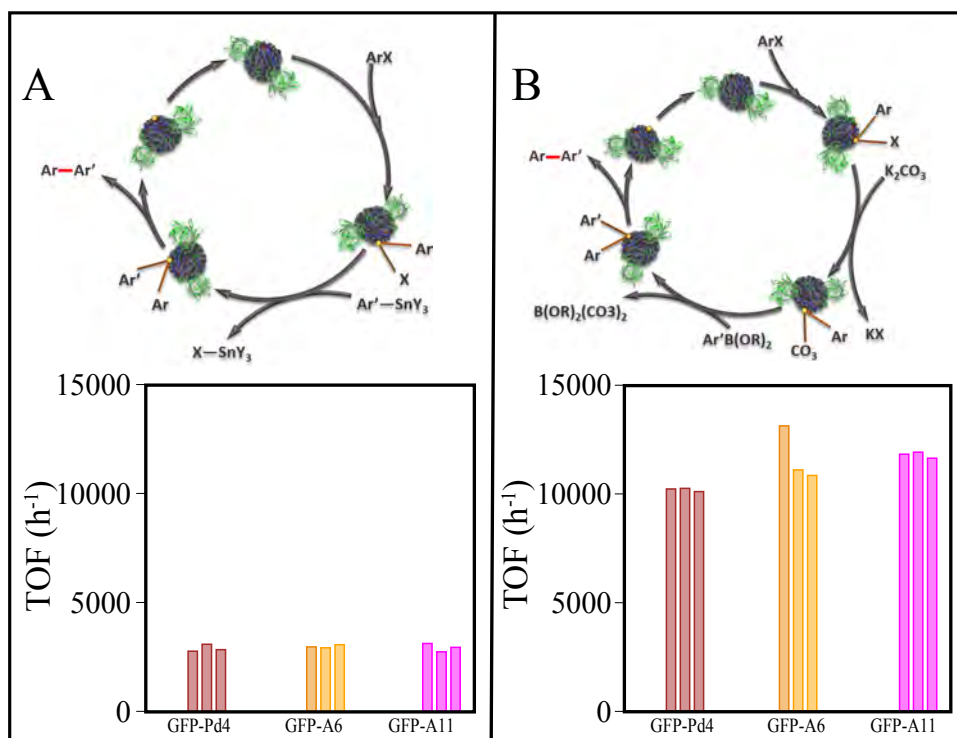 A
ArX
Ar—Ar'
Ar
X
Ar'
Ar
Ar'—SnY3
X—SnY3
15000
10000
5000
0
TOF (h-1)
GFP-Pd4 GFP-A6 GFP-A11
B
ArX
Ar
X
Ar—Ar'
K2CO3
Ar'
Ar
B(OR)2(CO3)2
Ar'B(OR)2
CO3
Ar
KX
15000
10000
5000
0
TOF (h-1)
GFP-Pd4 GFP-A6 GFP-A11